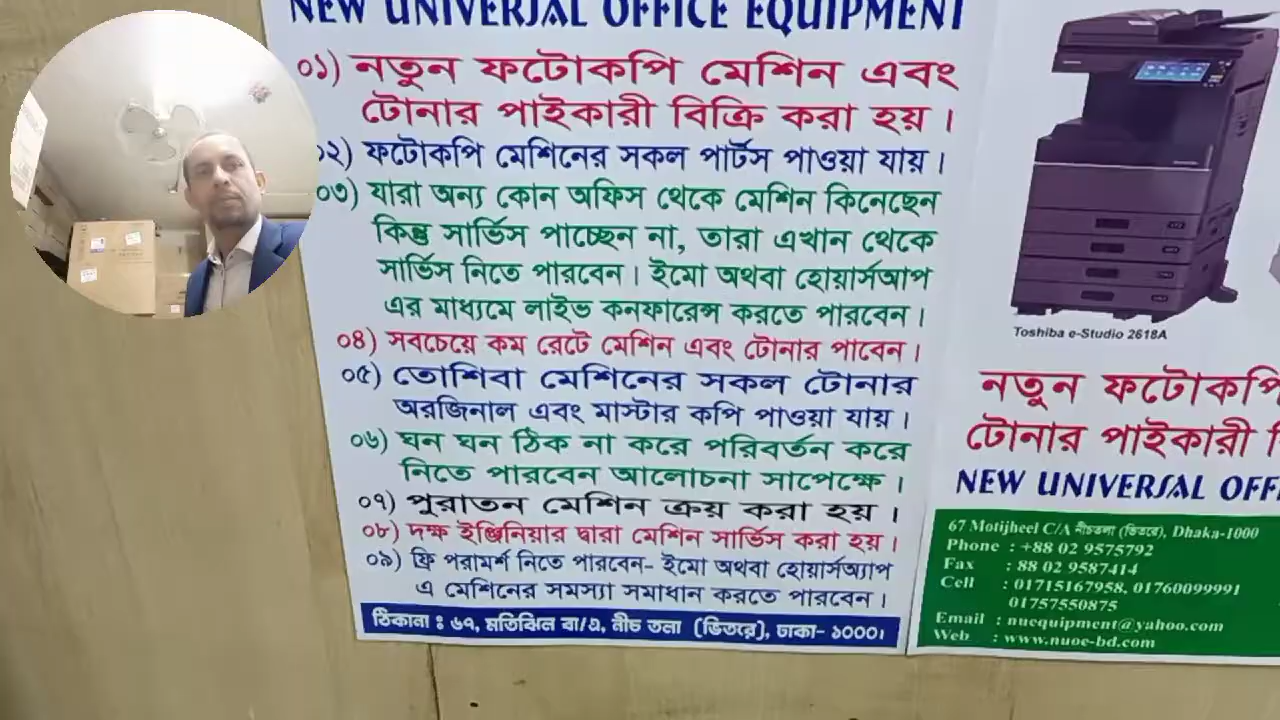 NEW UNIVERSAL OFFICE EQUIPMENT
০১) নতুন ফটোকপি মেশিন এবং
টোনার পাইকারী বিক্রি করা হয়।
০২) ফটোকপি মেশিনের সকল পার্টস পাওয়া যায়।
০৩) যারা অন্য কোন অফিস থেকে মেশিন কিনেছেন
কিন্তু সার্ভিস পাচ্ছেন না, তারা এখান থেকে
সার্ভিস নিতে পারবেন। ইমো অথবা হোয়ার্সআপ
এর মাধ্যমে লাইভ কনফারেন্স করতে পারবেন।
০৪) সবচেয়ে কম রেটে মেশিন এবং টোনার পাবেন।
০৫) তোশিবা মেশিনের সকল টোনার
অরজিনাল এবং মাস্টার কপি পাওয়া যায়।
০৬) ঘন ঘন ঠিক না করে পরিবর্তন করে
নিতে পারবেন আলোচনা সাপেক্ষে।
০৭) পুরাতন মেশিন ক্রয় করা হয়।
০৮) দক্ষ ইঞ্জিনিয়ার দ্বারা মেশিন সার্ভিস করা হয়।
০৯) ফ্রি পরামর্শ নিতে পারবেন- ইমো অথবা হোয়ার্সঅ্যাপ
এ মেশিনের সমস্যা সমাধান করতে পারবেন।
ঠিকানা : ৬৭, মতিঝিল বা/এ, নীচ তলা (ভিতরে), ঢাকা- ১০০০।
Toshiba e-Studio 2618A
নতুন ফটোকপি
টোনার পাইকারী
NEW UNIVERSAL OFF
67 Motijheel C/A নীচতলা (ভিতরে), Dhaka-1000
Phone : +88 02 9575792
Fax : 88 02 9587414
Cell : 01715167958, 01760099991
01757550875
Email : nuequipment@yahoo.com
Web : www.nuoe-bd.com